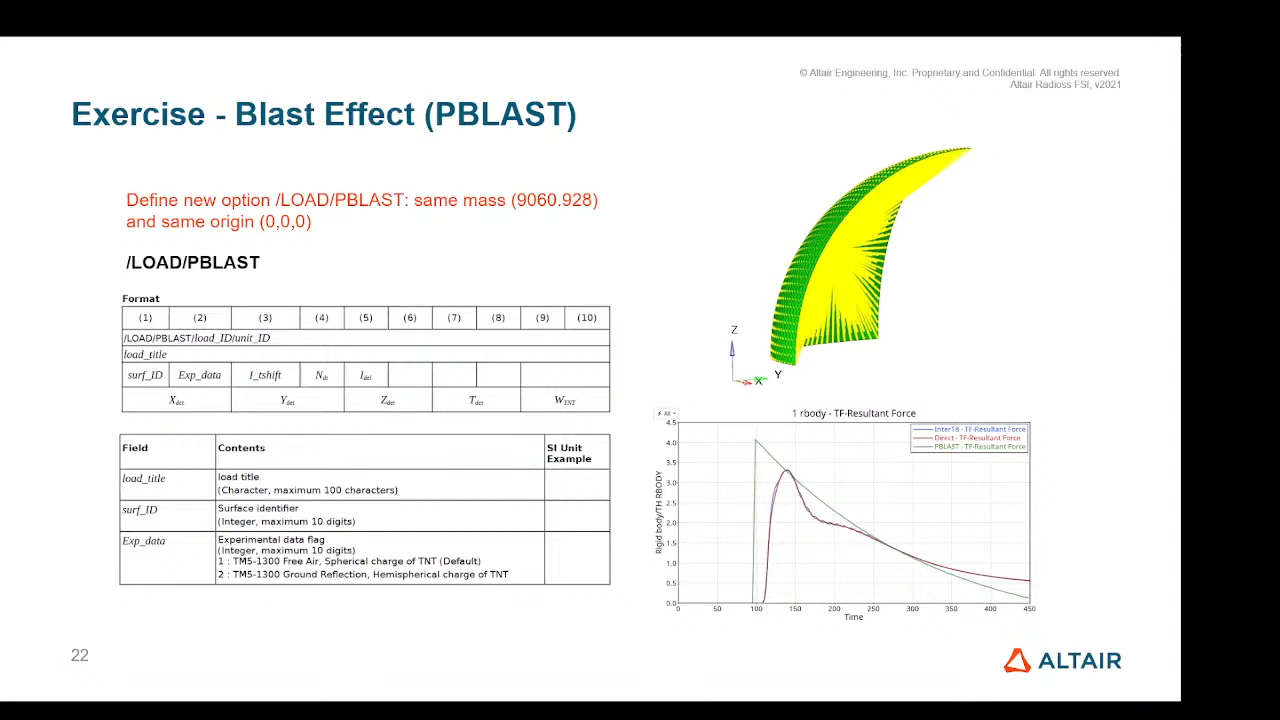 © Altair Engineering, Inc. Proprietary and Confidential. All rights reserved.
Altair Radioss FSI, v2021
Exercise - Blast Effect (PBLAST)
Define new option /LOAD/PBLAST: same mass (9060.928)
and same origin (0,0,0)
/LOAD/PBLAST
Format
(1) (2) (3) (4) (5) (6) (7) (8) (9) (10)
/LOAD/PBLAST/load_ID/unit_ID
load_title
surf_ID Exp_data I_tshift Ndt Idel
Xdet Ydet Zdet Tdet WTNT
Field Contents SI Unit
Example
load_title load title
(Character, maximum 100 characters)
surf_ID Surface identifier
(Integer, maximum 10 digits)
Exp_data Experimental data flag
(Integer, maximum 10 digits)
1 : TM5-1300 Free Air, Spherical charge of TNT (Default)
2 : TM5-1300 Ground Reflection, Hemispherical charge of TNT
Z
X Y
All
1 rbody - TF-Resultant Force
Inter18 - TF-Resultant Force
Direct - TF-Resultant Force
PBLAST - TF-Resultant Force
Rigid body/TH RBODY
4.5
4.0
3.5
3.0
2.5
2.0
1.5
1.0
0.5
0.0
0 50 100 150 200 250 300 350 400 450
Time
22
ALTAIR